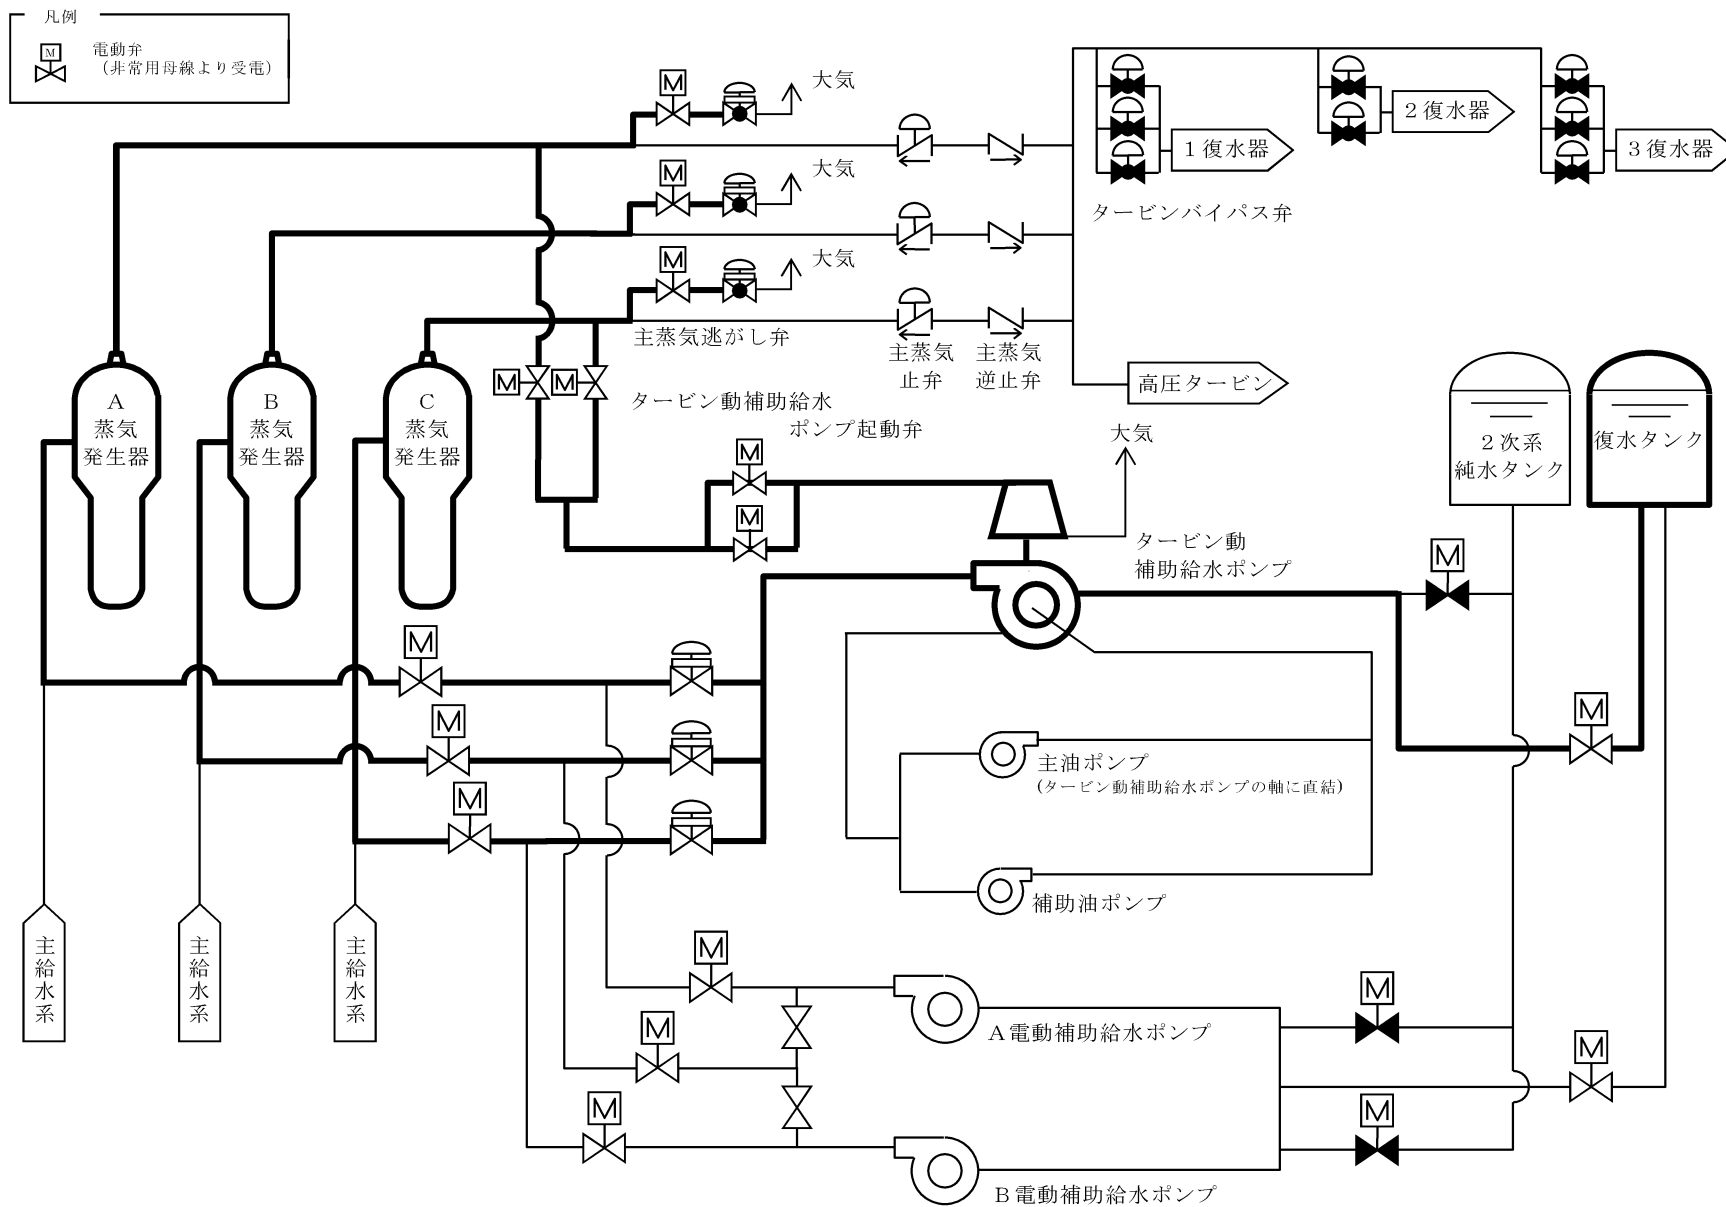 凡例
M
電動弁
(非常用母線より受電)
M
大気
M
大気
M
大気
主蒸気逃がし弁
主蒸気
止弁
主蒸気
逆止弁
1復水器
2復水器
3復水器
タービンバイパス弁
高圧タービン
A
蒸気
発生器
B
蒸気
発生器
C
蒸気
発生器
M
M
タービン動補助給水
ポンプ起動弁
M
M
大気
タービン動
補助給水ポンプ
2次系
純水タンク
復水タンク
M
M
M
M
M
主油ポンプ
(タービン動補助給水ポンプの軸に直結)
補助油ポンプ
主給水系
主給水系
主給水系
M
M
M
A電動補助給水ポンプ
B電動補助給水ポンプ
M
M
M